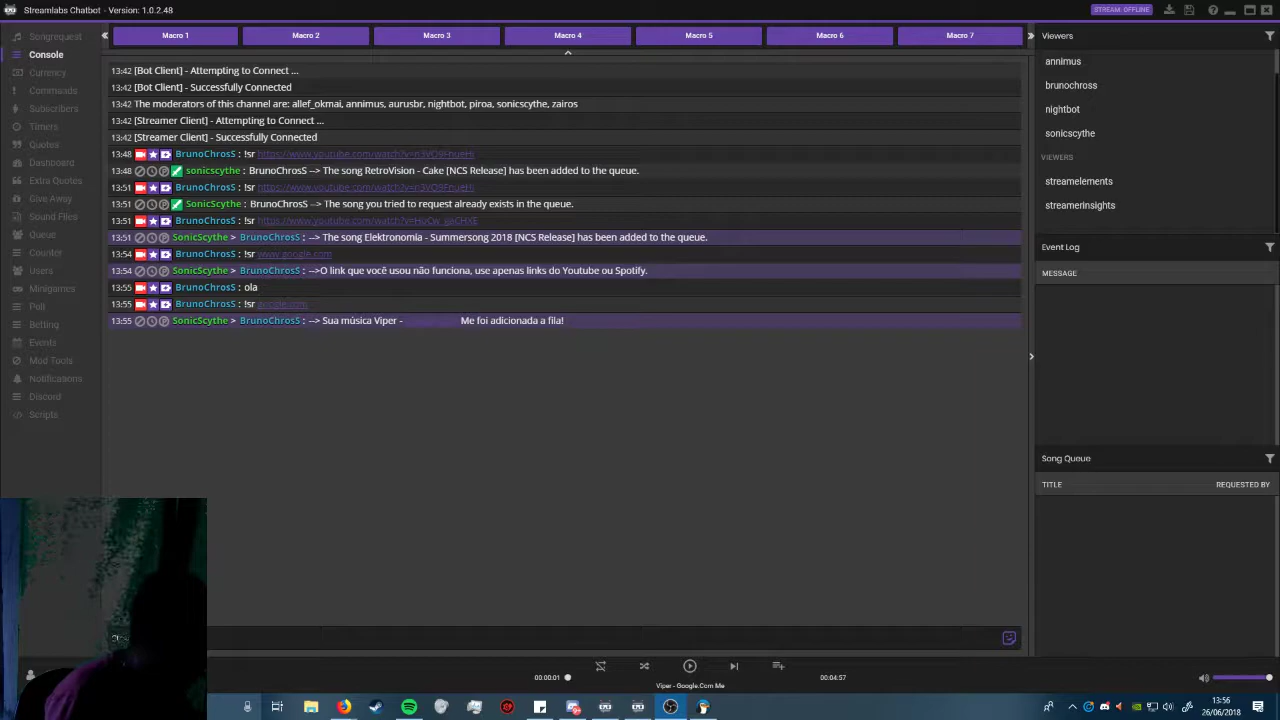 Streamlabs Chatbot - Version: 1.0.2.48
STREAM: OFFLINE
Songrequest
Console
Currency
Commands
Subscribers
Timers
Quotes
Dashboard
Extra Quotes
Give Away
Sound Files
Queue
Counter
Users
Minigames
Poll
Betting
Events
Mod Tools
Notifications
Discord
Scripts
Macro 1 Macro 2 Macro 3 Macro 4 Macro 5 Macro 6 Macro 7
13:42 [Bot Client] - Attempting to Connect ...
13:42 [Bot Client] - Successfully Connected
13:42 The moderators of this channel are: allef_okmai, annimus, aurusbr, nightbot, piroa, sonicscythe, zairos
13:42 [Streamer Client] - Attempting to Connect ...
13:42 [Streamer Client] - Successfully Connected
13:48 BrunoChrosS : !sr
13:48 sonicscythe : BrunoChrosS --> The song RetroVision - Cake [NCS Release] has been added to the queue.
13:51 BrunoChrosS : !sr
13:51 SonicScythe : BrunoChrosS --> The song you tried to request already exists in the queue.
13:51 BrunoChrosS : !sr
13:51 SonicScythe > BrunoChrosS : --> The song Elektronomia - Summersong 2018 [NCS Release] has been added to the queue.
13:54 BrunoChrosS : !sr www.google.com
13:54 SonicScythe > BrunoChrosS : -->O link que você usou não funciona, use apenas links do Youtube ou Spotify.
13:55 BrunoChrosS : ola
13:55 BrunoChrosS : !sr google.com
13:55 SonicScythe > BrunoChrosS : --> Sua música Viper - Me foi adicionada a fila!
Viewers
annimus
brunochross
nightbot
sonicscythe
VIEWERS
streamelements
streamerinsights
Event Log
MESSAGE
Song Queue
TITLE REQUESTED BY
00:00:01 00:04:57
Viper - Google.Com Me
13:56
26/06/2018